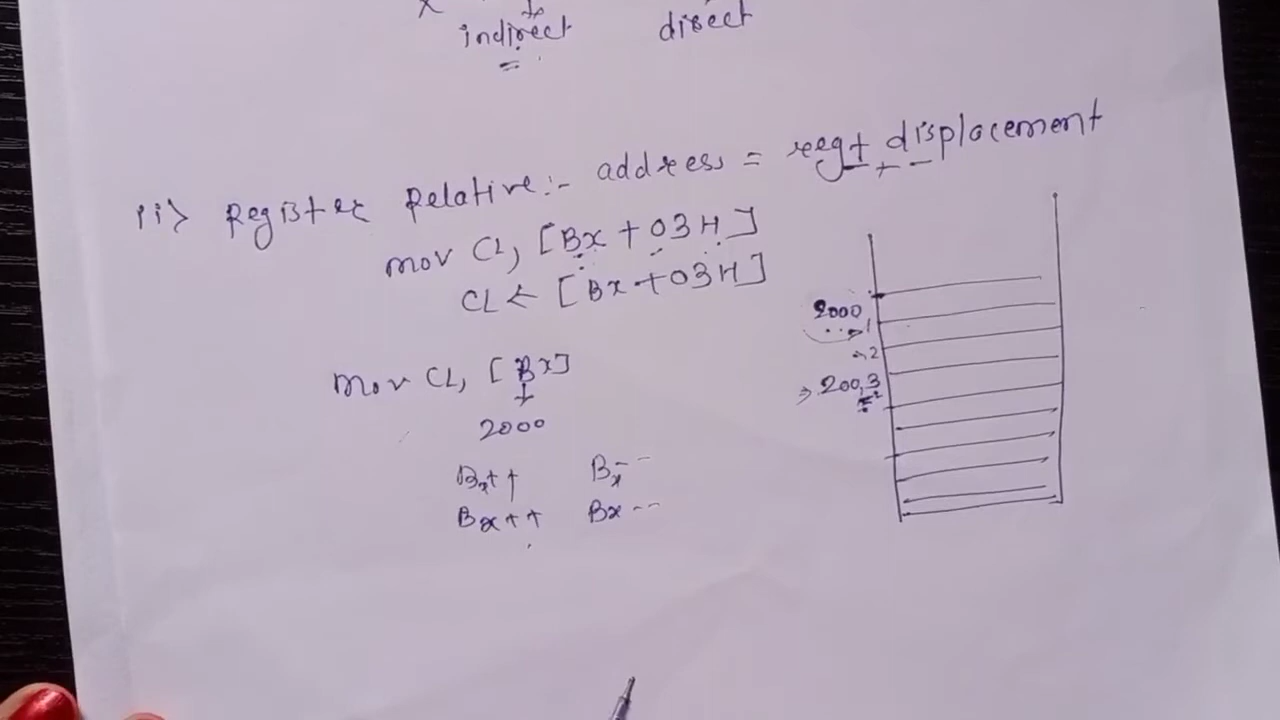 indirect direct
ii> Register Relative:- address = reg + displacement
mov CL, [Bx + 03H]
CL ← [Bx + 03H]
2000
1
mov CL, [Bx]
→ 2
⇒ 2003
2000
Bx++ Bx--
Bx++ Bx--